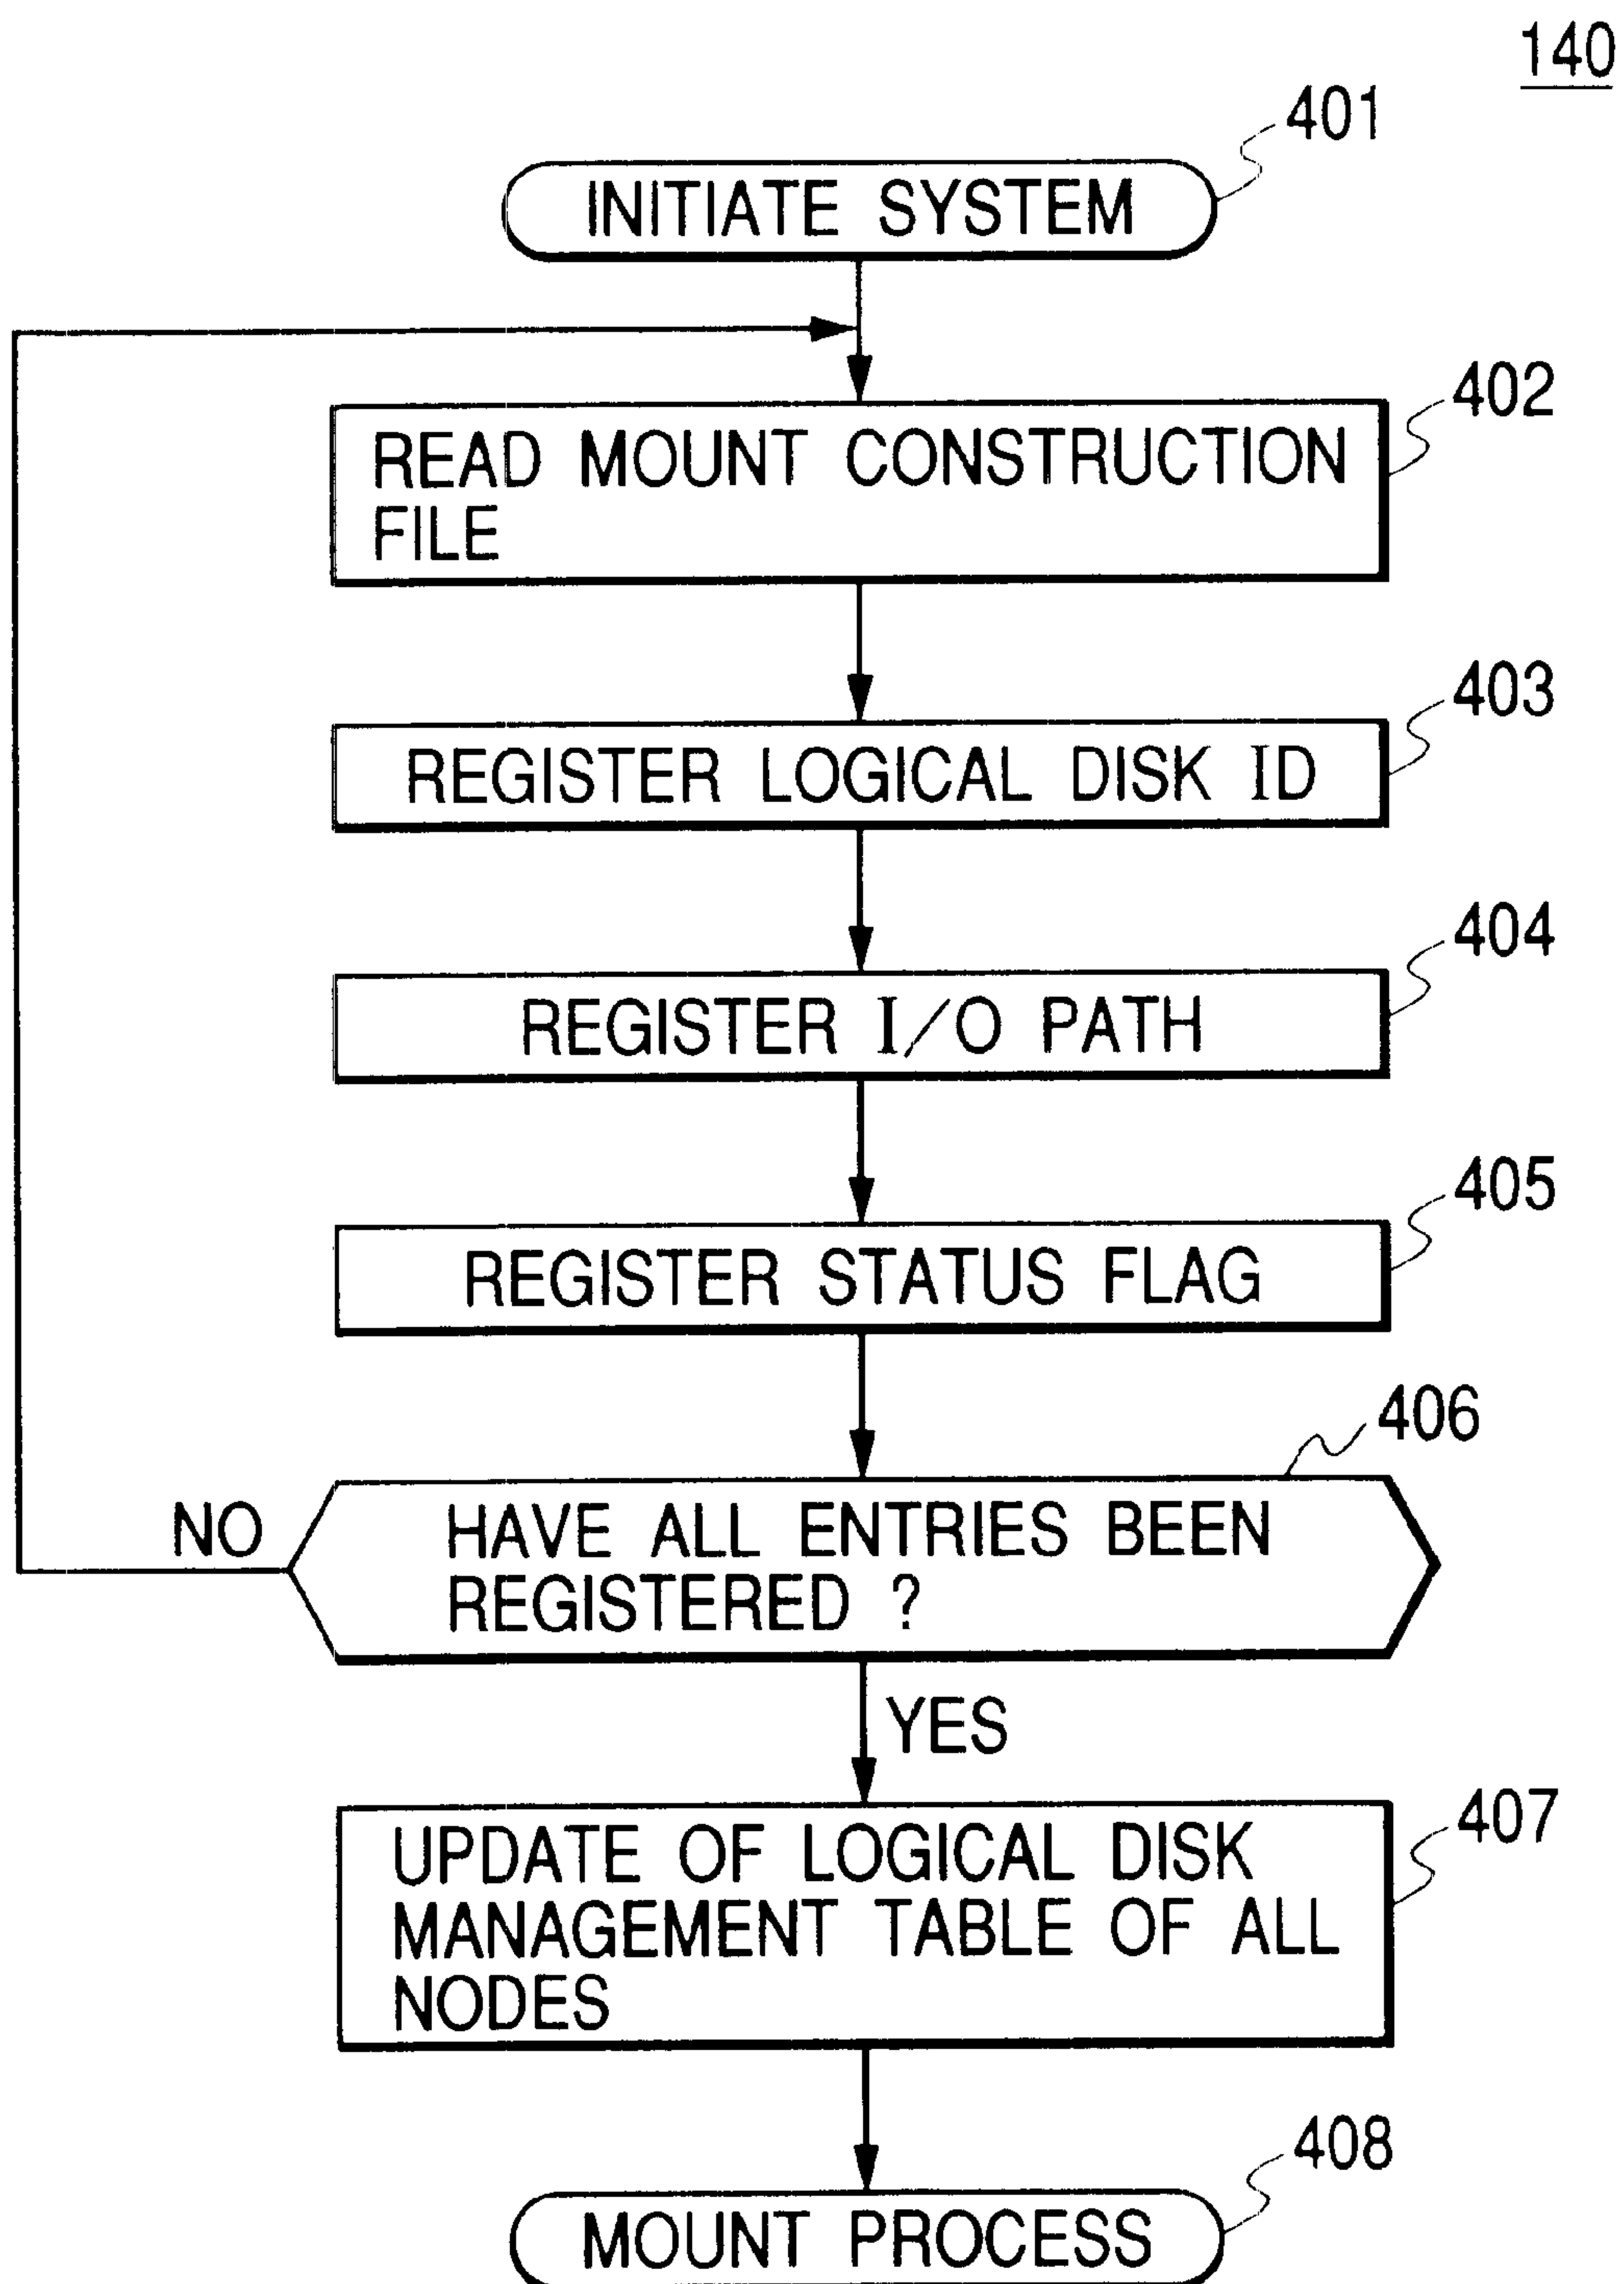 140
401
INITIATE SYSTEM
402
READ MOUNT CONSTRUCTION
FILE
403
REGISTER LOGICAL DISK ID
404
REGISTER I/O PATH
405
REGISTER STATUS FLAG
406
NO
HAVE ALL ENTRIES BEEN
REGISTERED ?
YES
407
UPDATE OF LOGICAL DISK
MANAGEMENT TABLE OF ALL
NODES
408
MOUNT PROCESS